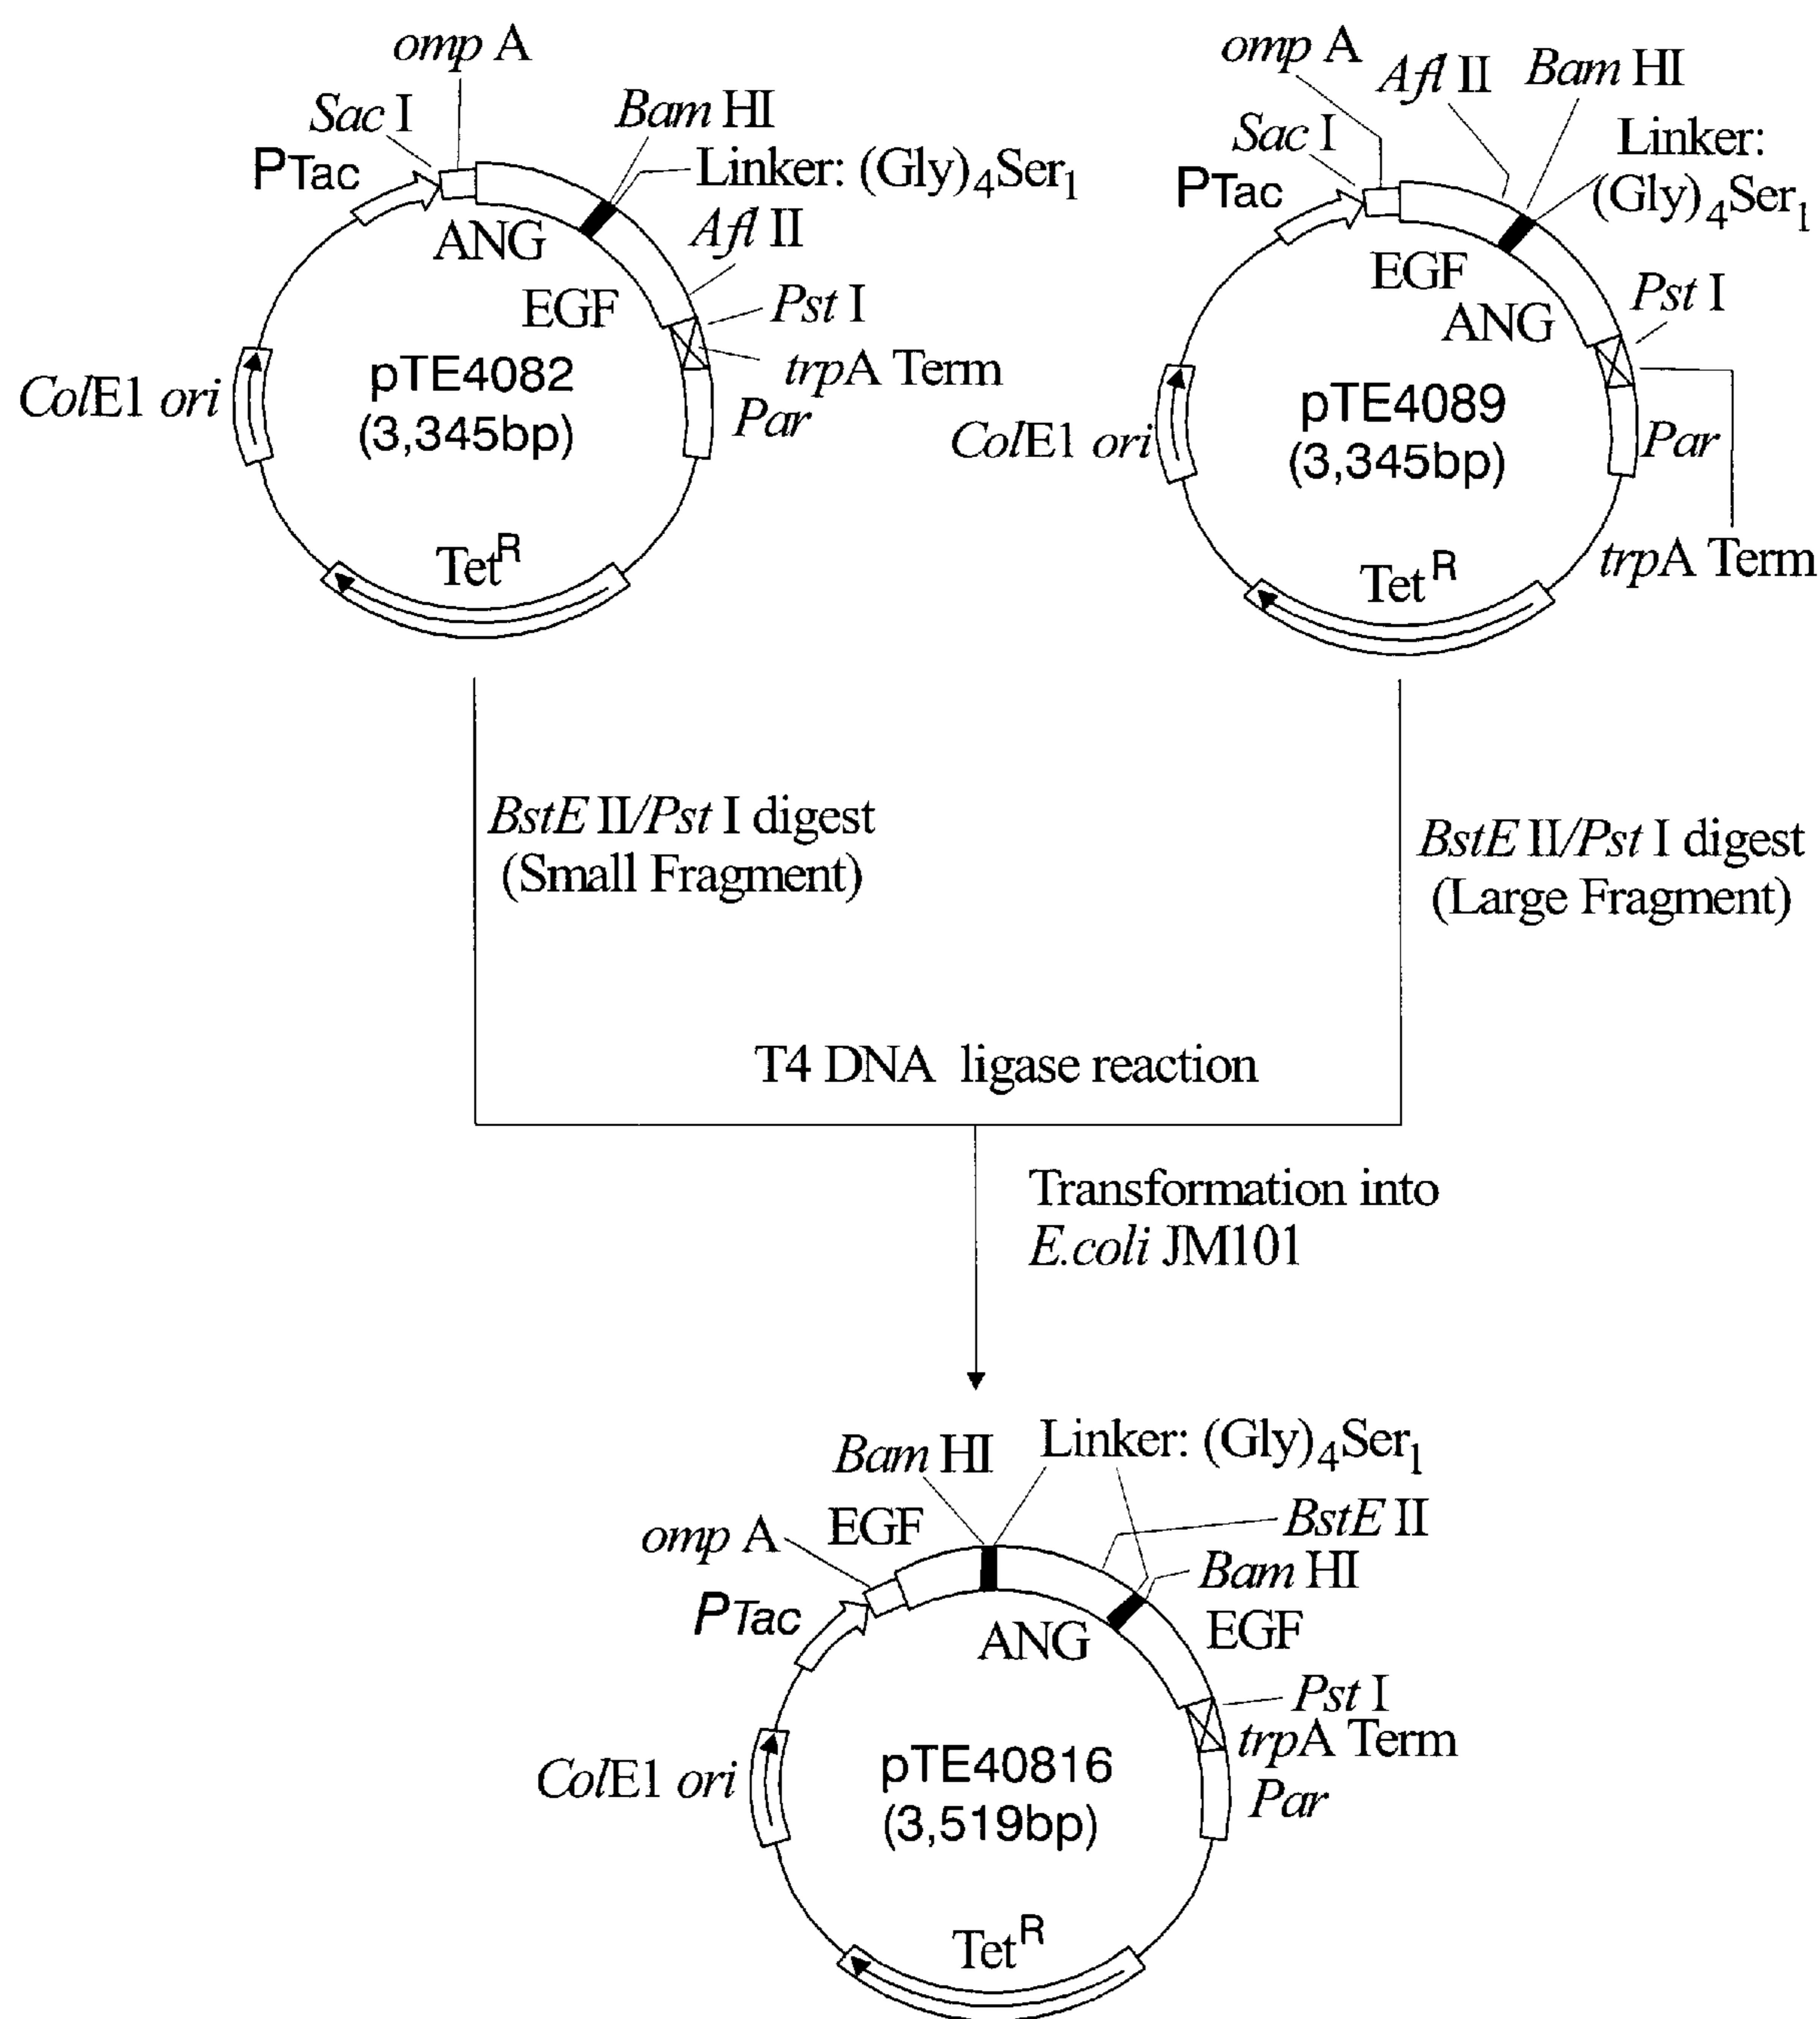 omp A
Sac I
Bam HI
PTac
Linker: (Gly)4Ser1
ANG
Afl II
EGF
Pst I
pTE4082
(3,345bp)
trpA Term
ColE1 ori
Par
TetR
omp A
Afl II
Bam HI
Sac I
Linker:
(Gly)4Ser1
PTac
EGF
Pst I
ANG
pTE4089
(3,345bp)
ColE1 ori
Par
trpA Term
TetR
BstE II/Pst I digest
(Small Fragment)
BstE II/Pst I digest
(Large Fragment)
T4 DNA ligase reaction
Transformation into
E.coli JM101
Bam HI
Linker: (Gly)4Ser1
EGF
BstE II
omp A
Bam HI
PTac
ANG
EGF
Pst I
trpA Term
ColE1 ori
pTE40816
(3,519bp)
Par
TetR